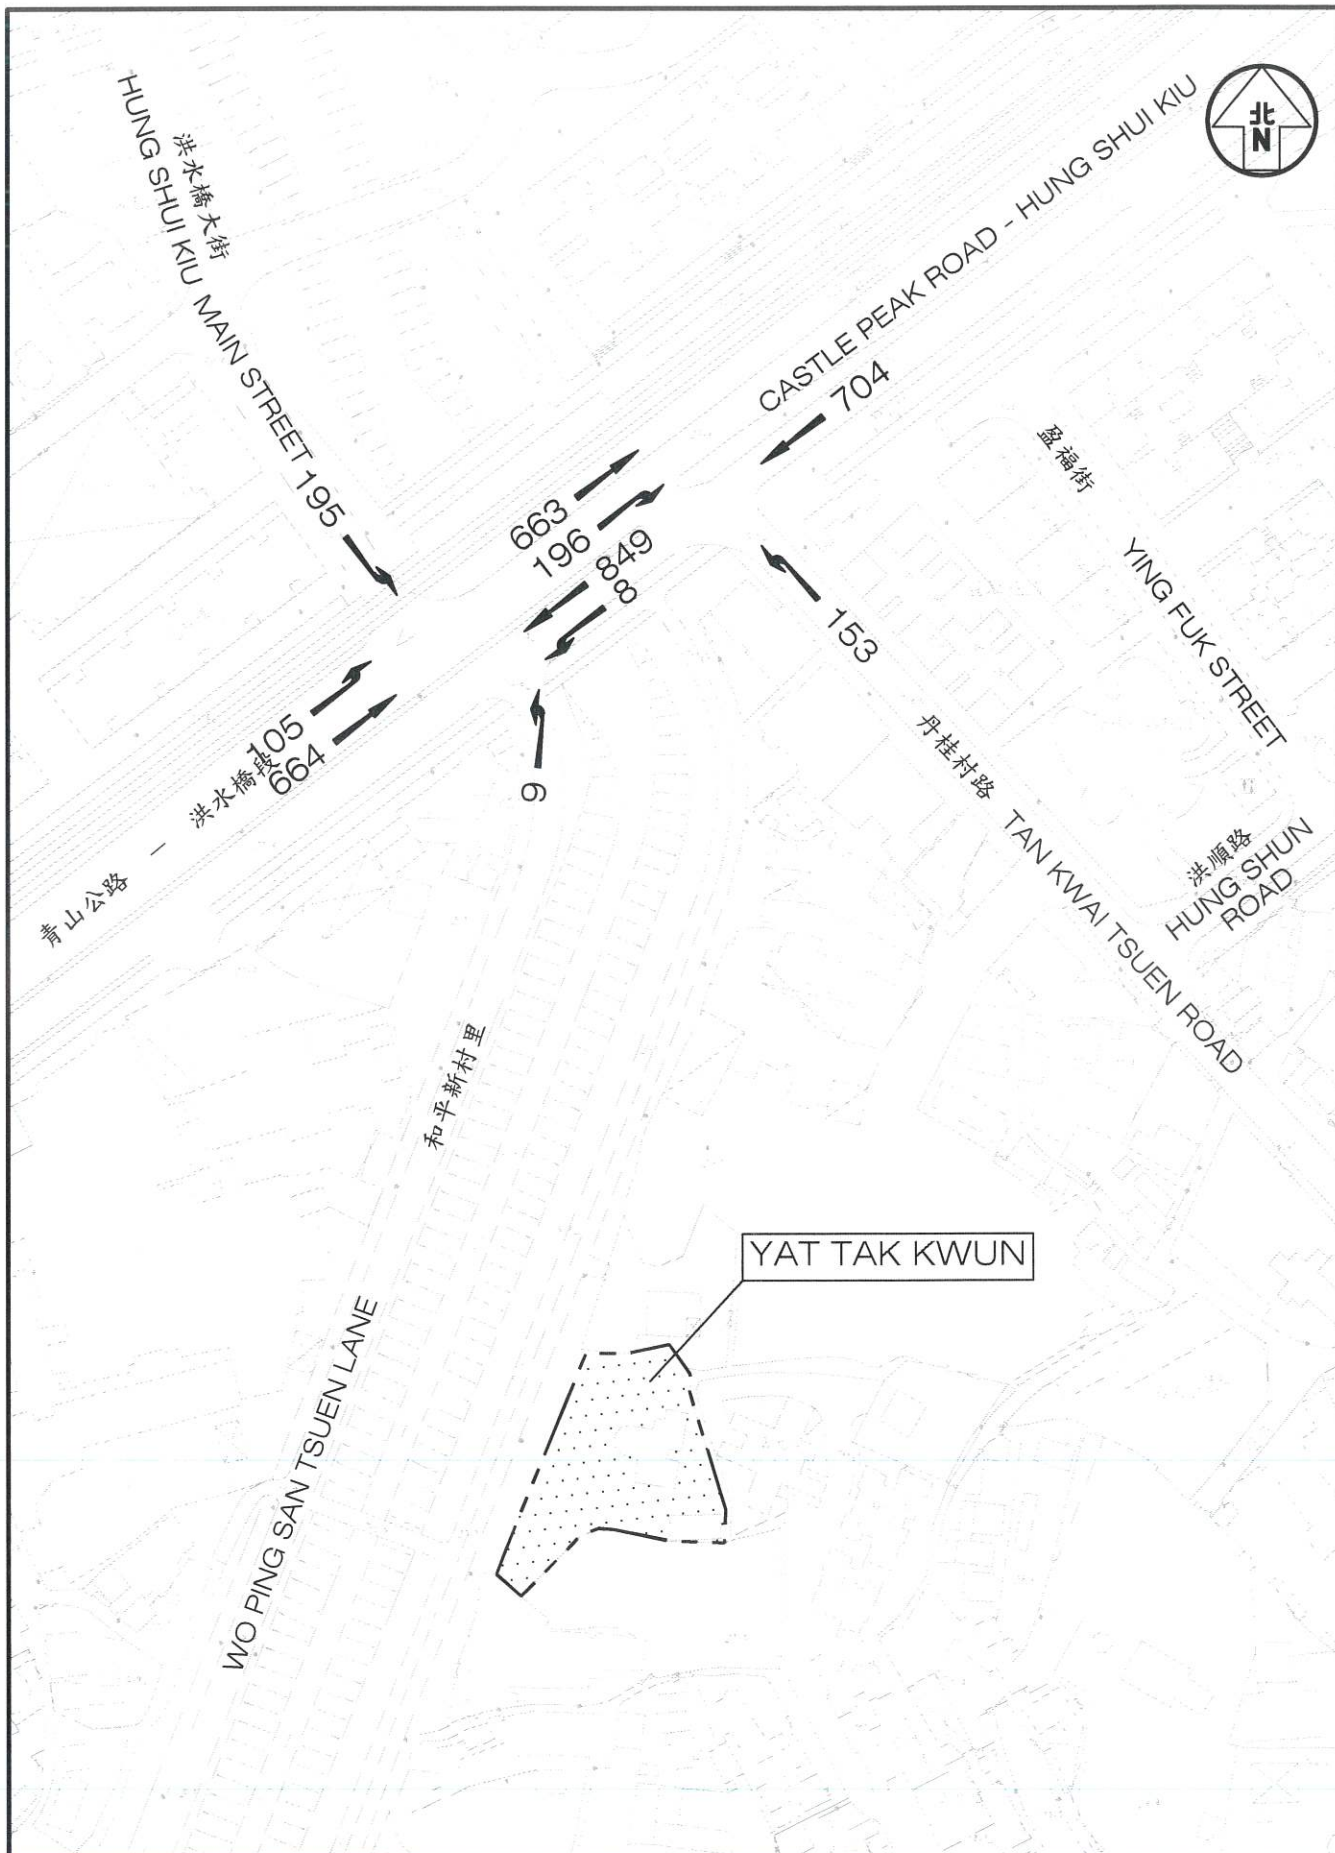 北
N
洪水橋大街
HUNG SHUI KIU MAIN STREET
195
CASTLE PEAK ROAD - HUNG SHUI KIU
704
663
196
849
8
盈福街
YING FUK STREET
153
105
664
9
青山公路 — 洪水橋段
丹桂村路
TAN KWAI TSUEN ROAD
洪順路
HUNG SHUN
ROAD
和平新村里
WO PING SAN TSUEN LANE
YAT TAK KWUN